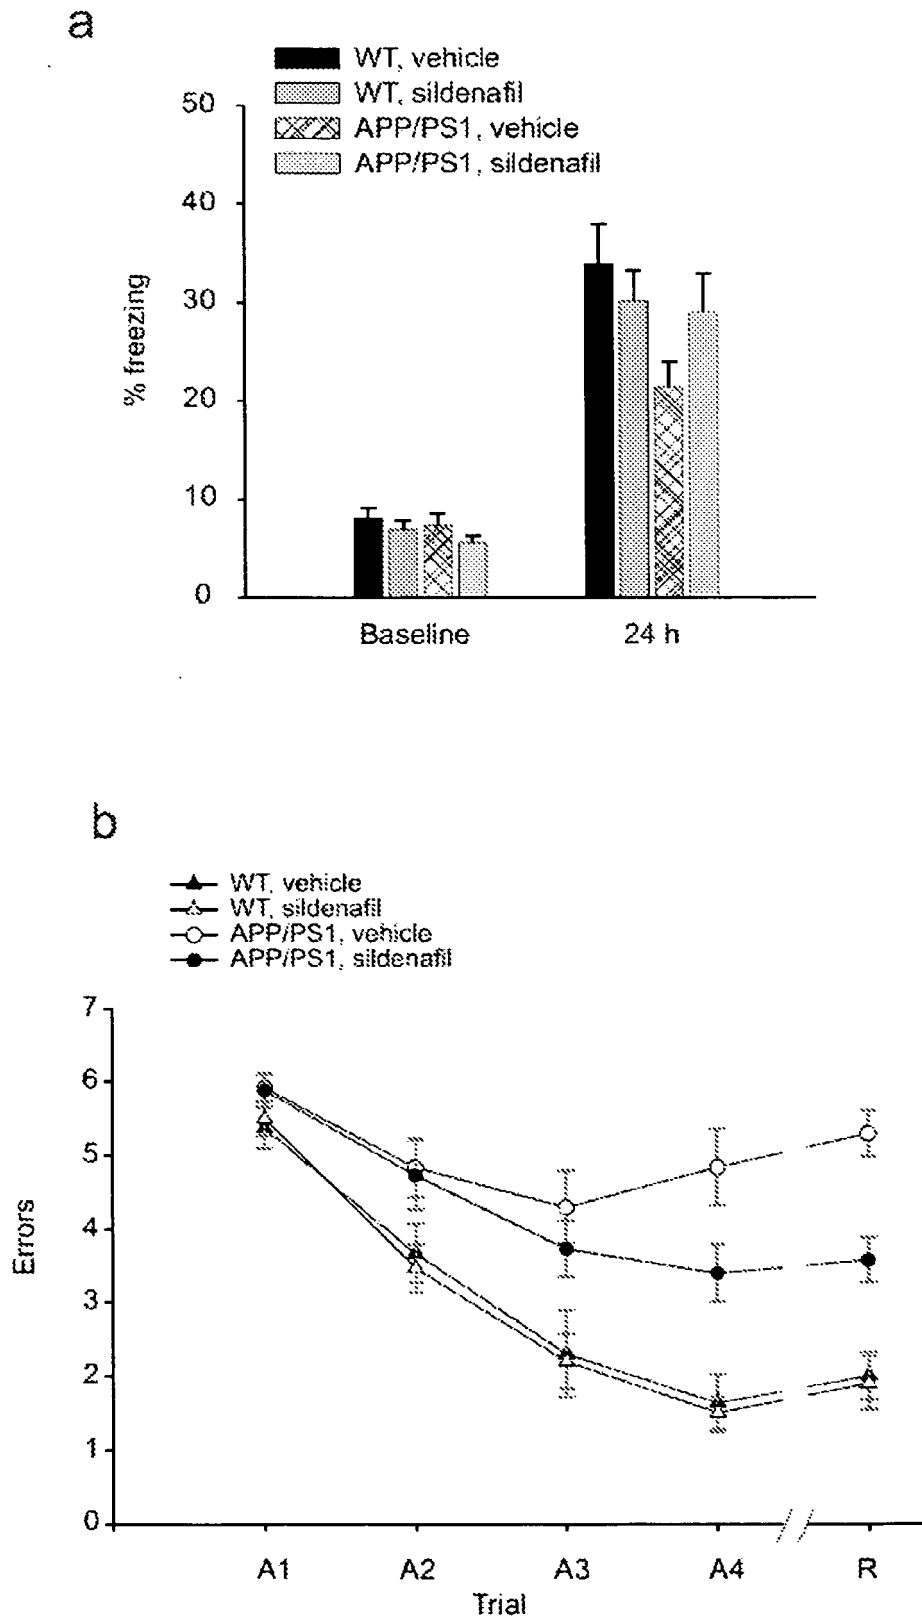 a
WT, vehicle
WT, sildenafil
APP/PS1, vehicle
APP/PS1, sildenafil
50
40
30
20
10
0
% freezing
Baseline
24 h
b
WT, vehicle
WT, sildenafil
APP/PS1, vehicle
APP/PS1, sildenafil
7
6
5
4
3
2
1
0
Errors
A1
A2
A3
A4
R
Trial